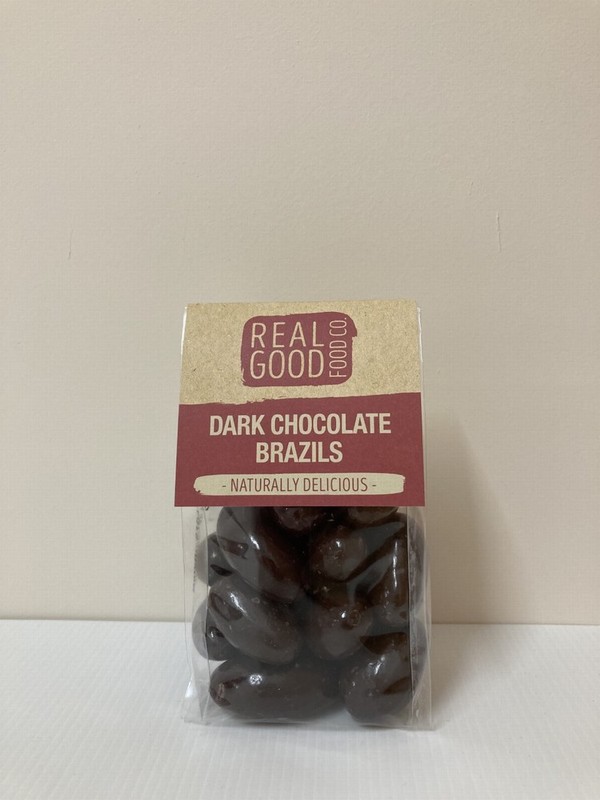 REAL
GOOD
FOOD CO.
DARK CHOCOLATE
BRAZILS
- NATURALLY DELICIOUS -